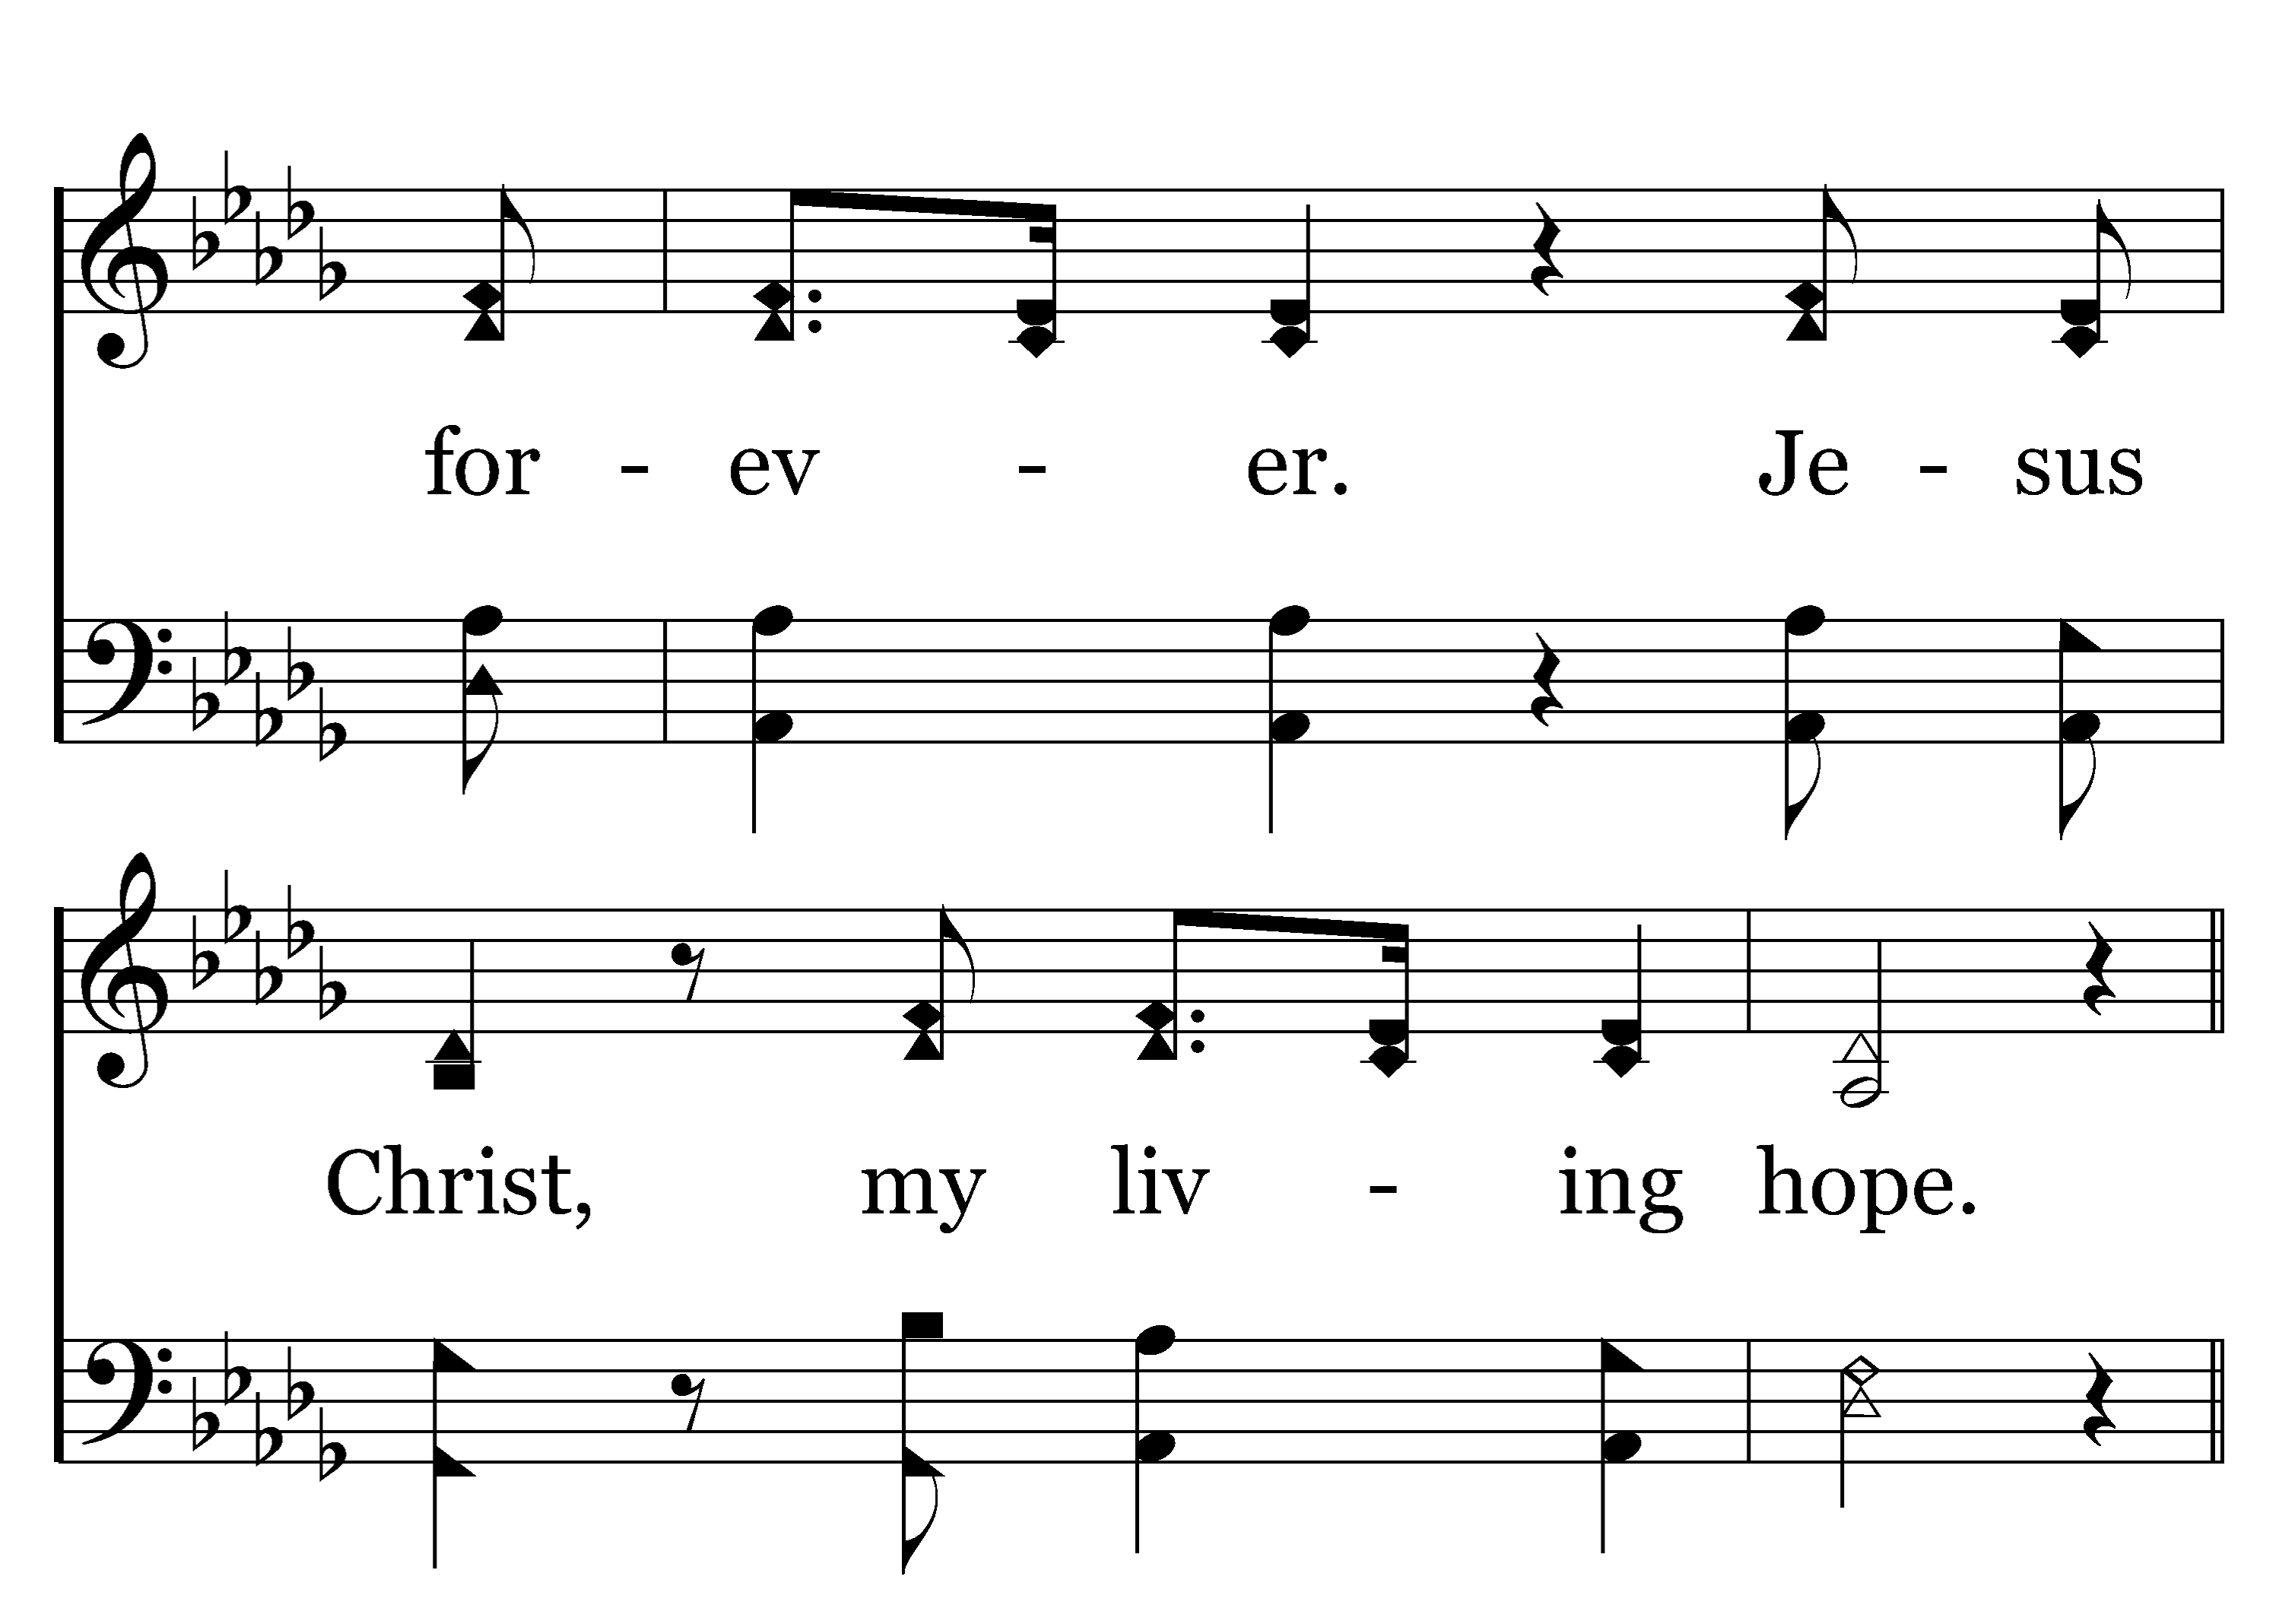 for - ev - er. Je - sus
Christ, my liv - ing hope.